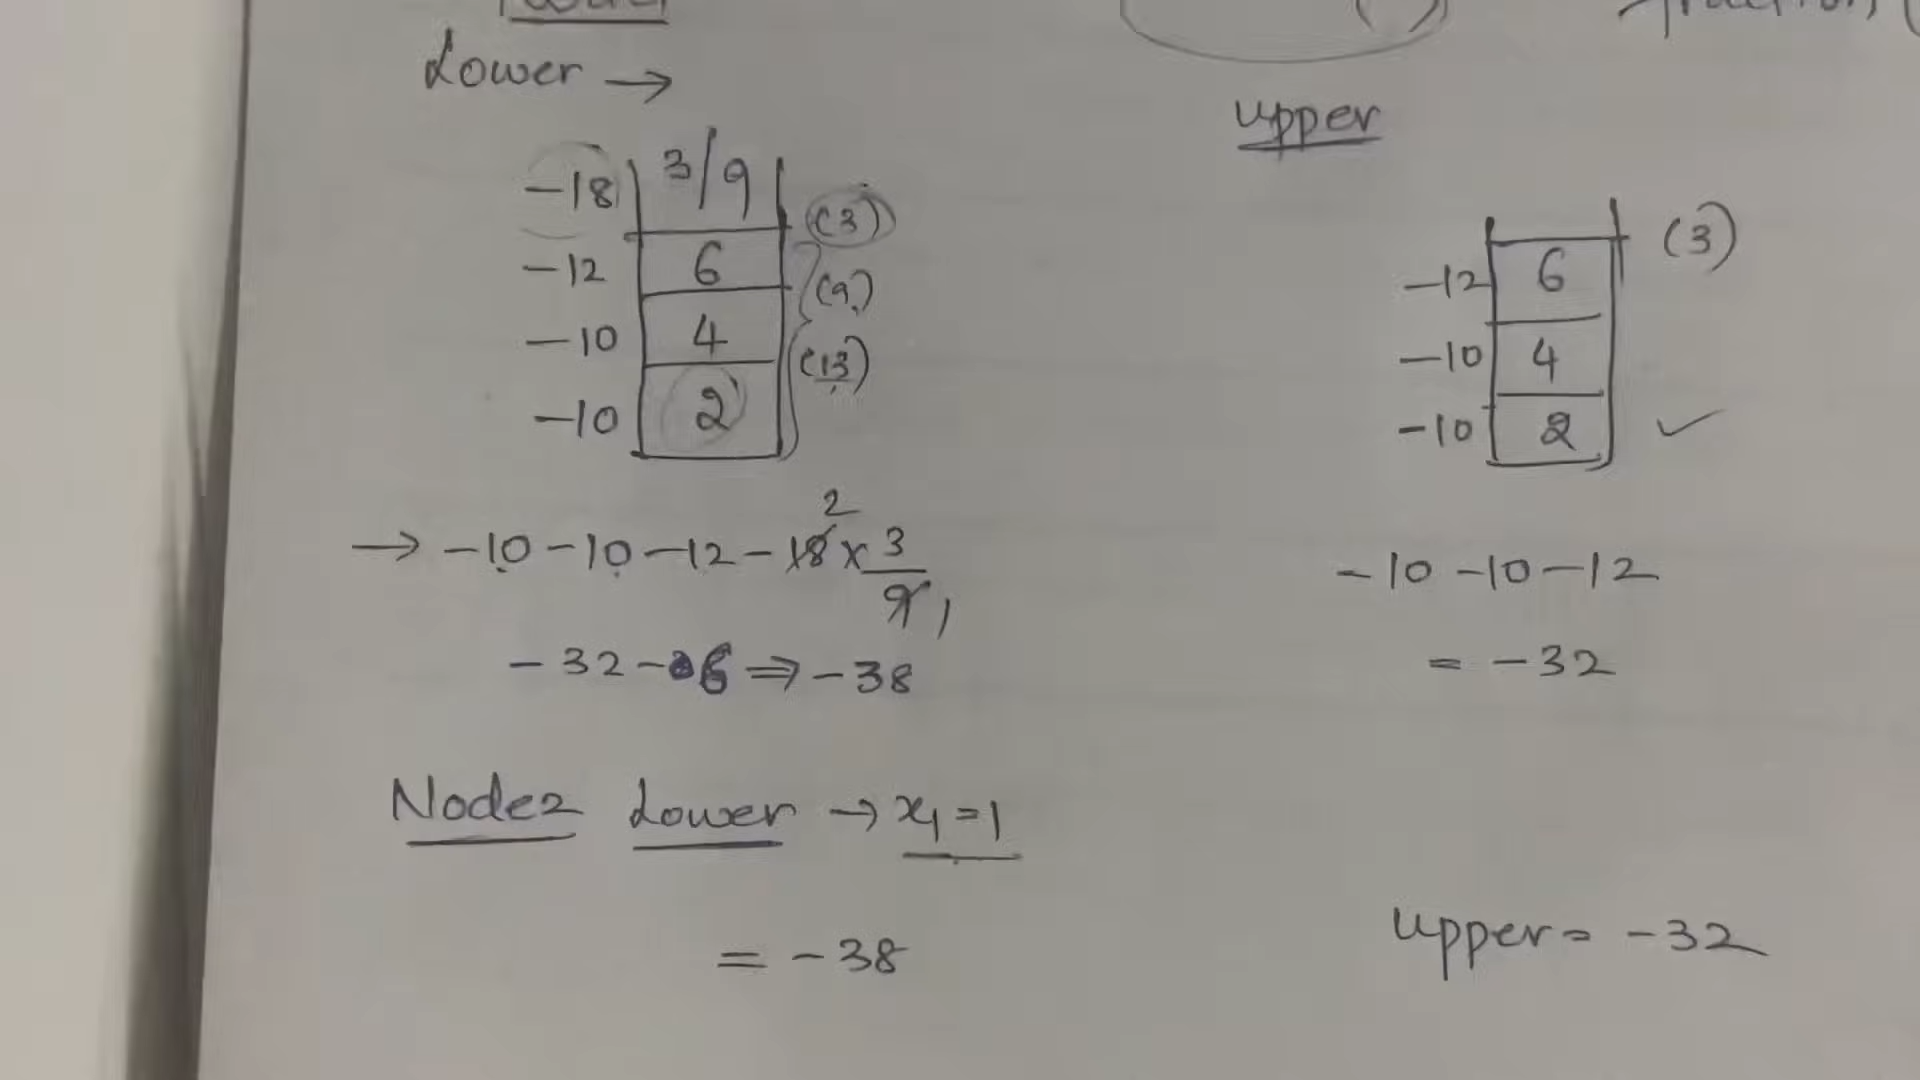 Lower →
-18 3/9 (3)
-12 6 (9)
-10 4 (13)
-10 2
→ -10 -10 -12 - 18 x 3/9 2 1
-32 - 6 ⇒ -38
Upper
(3)
-12 6
-10 4
-10 2 ✓
-10 -10 -12
= -32
Node2 Lower → x1 = 1
= -38
Upper = -32